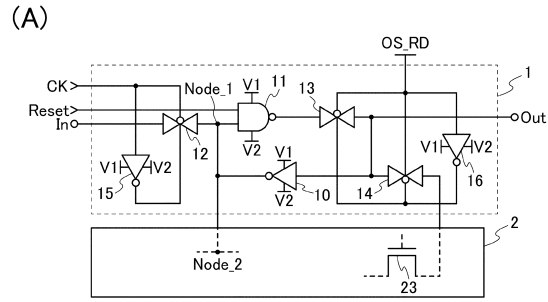 (A)
OS_RD
CK
Node_1
V1
11
13
1
Reset
In
Out
12
V2
V1
V2
15
V1
10
V2
14
V1
V2
16
2
Node_2
23